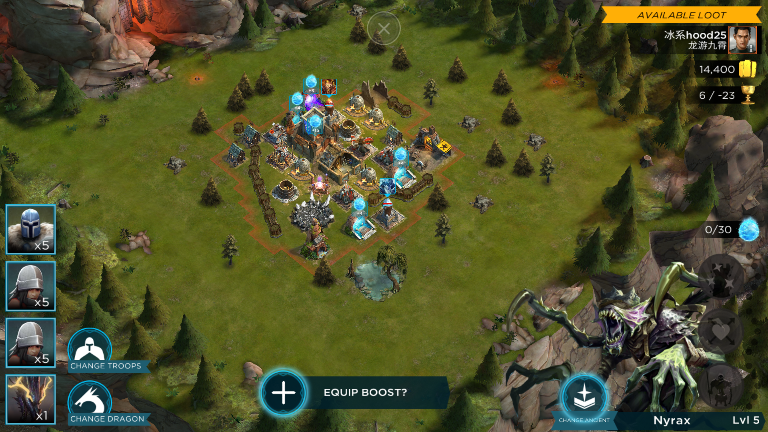 AVAILABLE LOOT
冰系hood25
龙游九霄
14,400
6 / -23
0/30
x5
x5
x5
x1
CHANGE TROOPS
CHANGE DRAGON
EQUIP BOOST?
CHANGE ANCIENT
Nyrax
Lvl 5